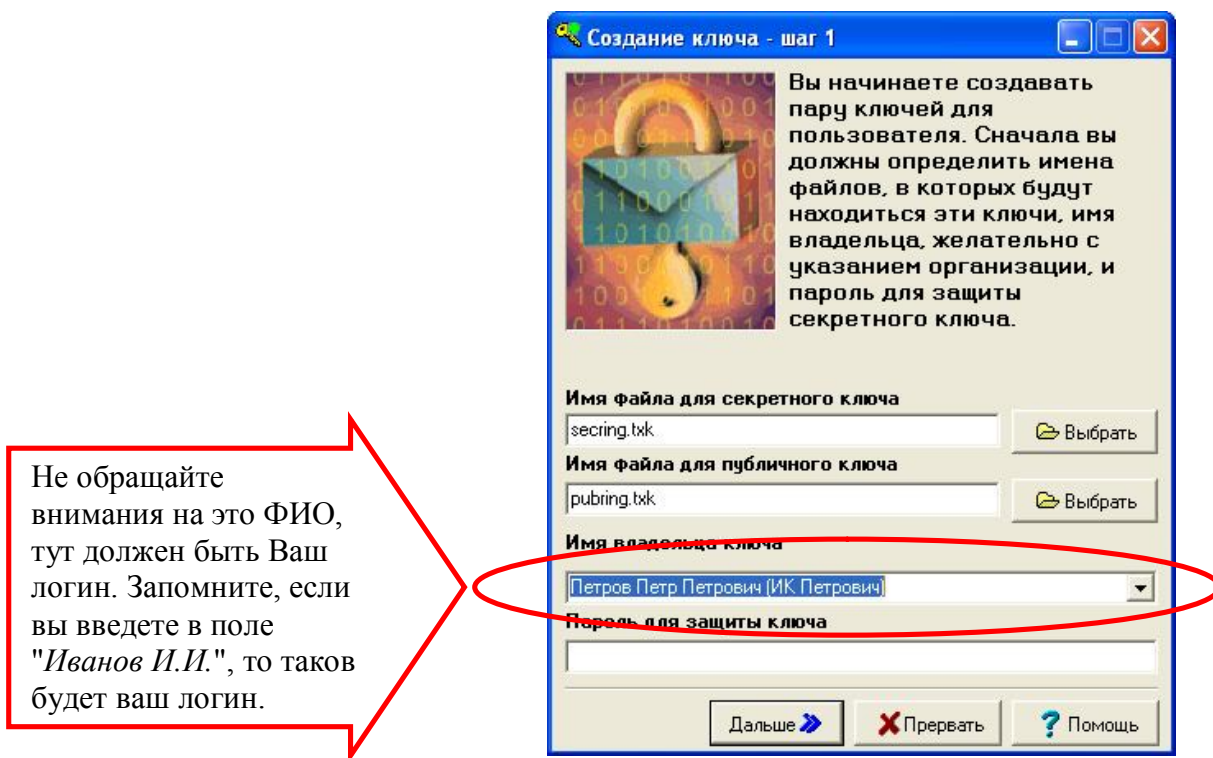 Создание ключа - шаг 1
Вы начинаете создавать
пару ключей для
пользователя. Сначала вы
должны определить имена
файлов, в которых будут
находиться эти ключи, имя
владельца, желательно с
указанием организации, и
пароль для защиты
секретного ключа.
Имя файла для секретного ключа
secring.txk
Выбрать
Имя файла для публичного ключа
pubring.txk
Выбрать
Имя владельца ключа
Петров Петр Петрович (ИК Петрович)
Пароль для защиты ключа
Дальше
Прервать
Помощь
Не обращайте
внимания на это ФИО,
тут должен быть Ваш
логин. Запомните, если
вы введете в поле
"Иванов И.И.", то таков
будет ваш логин.